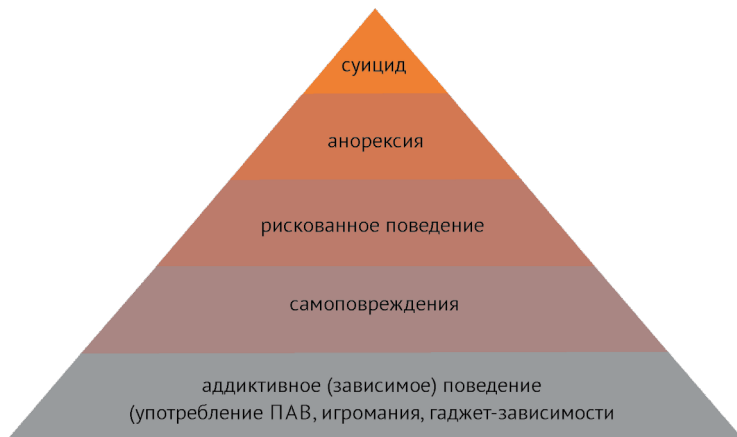 суицид
анорексия
рискованное поведение
самоповреждения
аддиктивное (зависимое) поведение
(употребление ПАВ, игромания, гаджет-зависимости